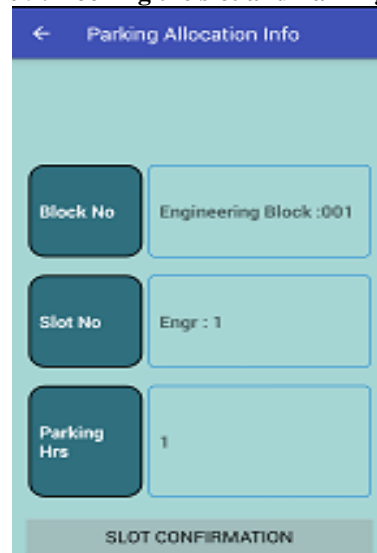 ← Parking Allocation Info
Block No
Engineering Block :001
Slot No
Engr : 1
Parking
Hrs
1
SLOT CONFIRMATION